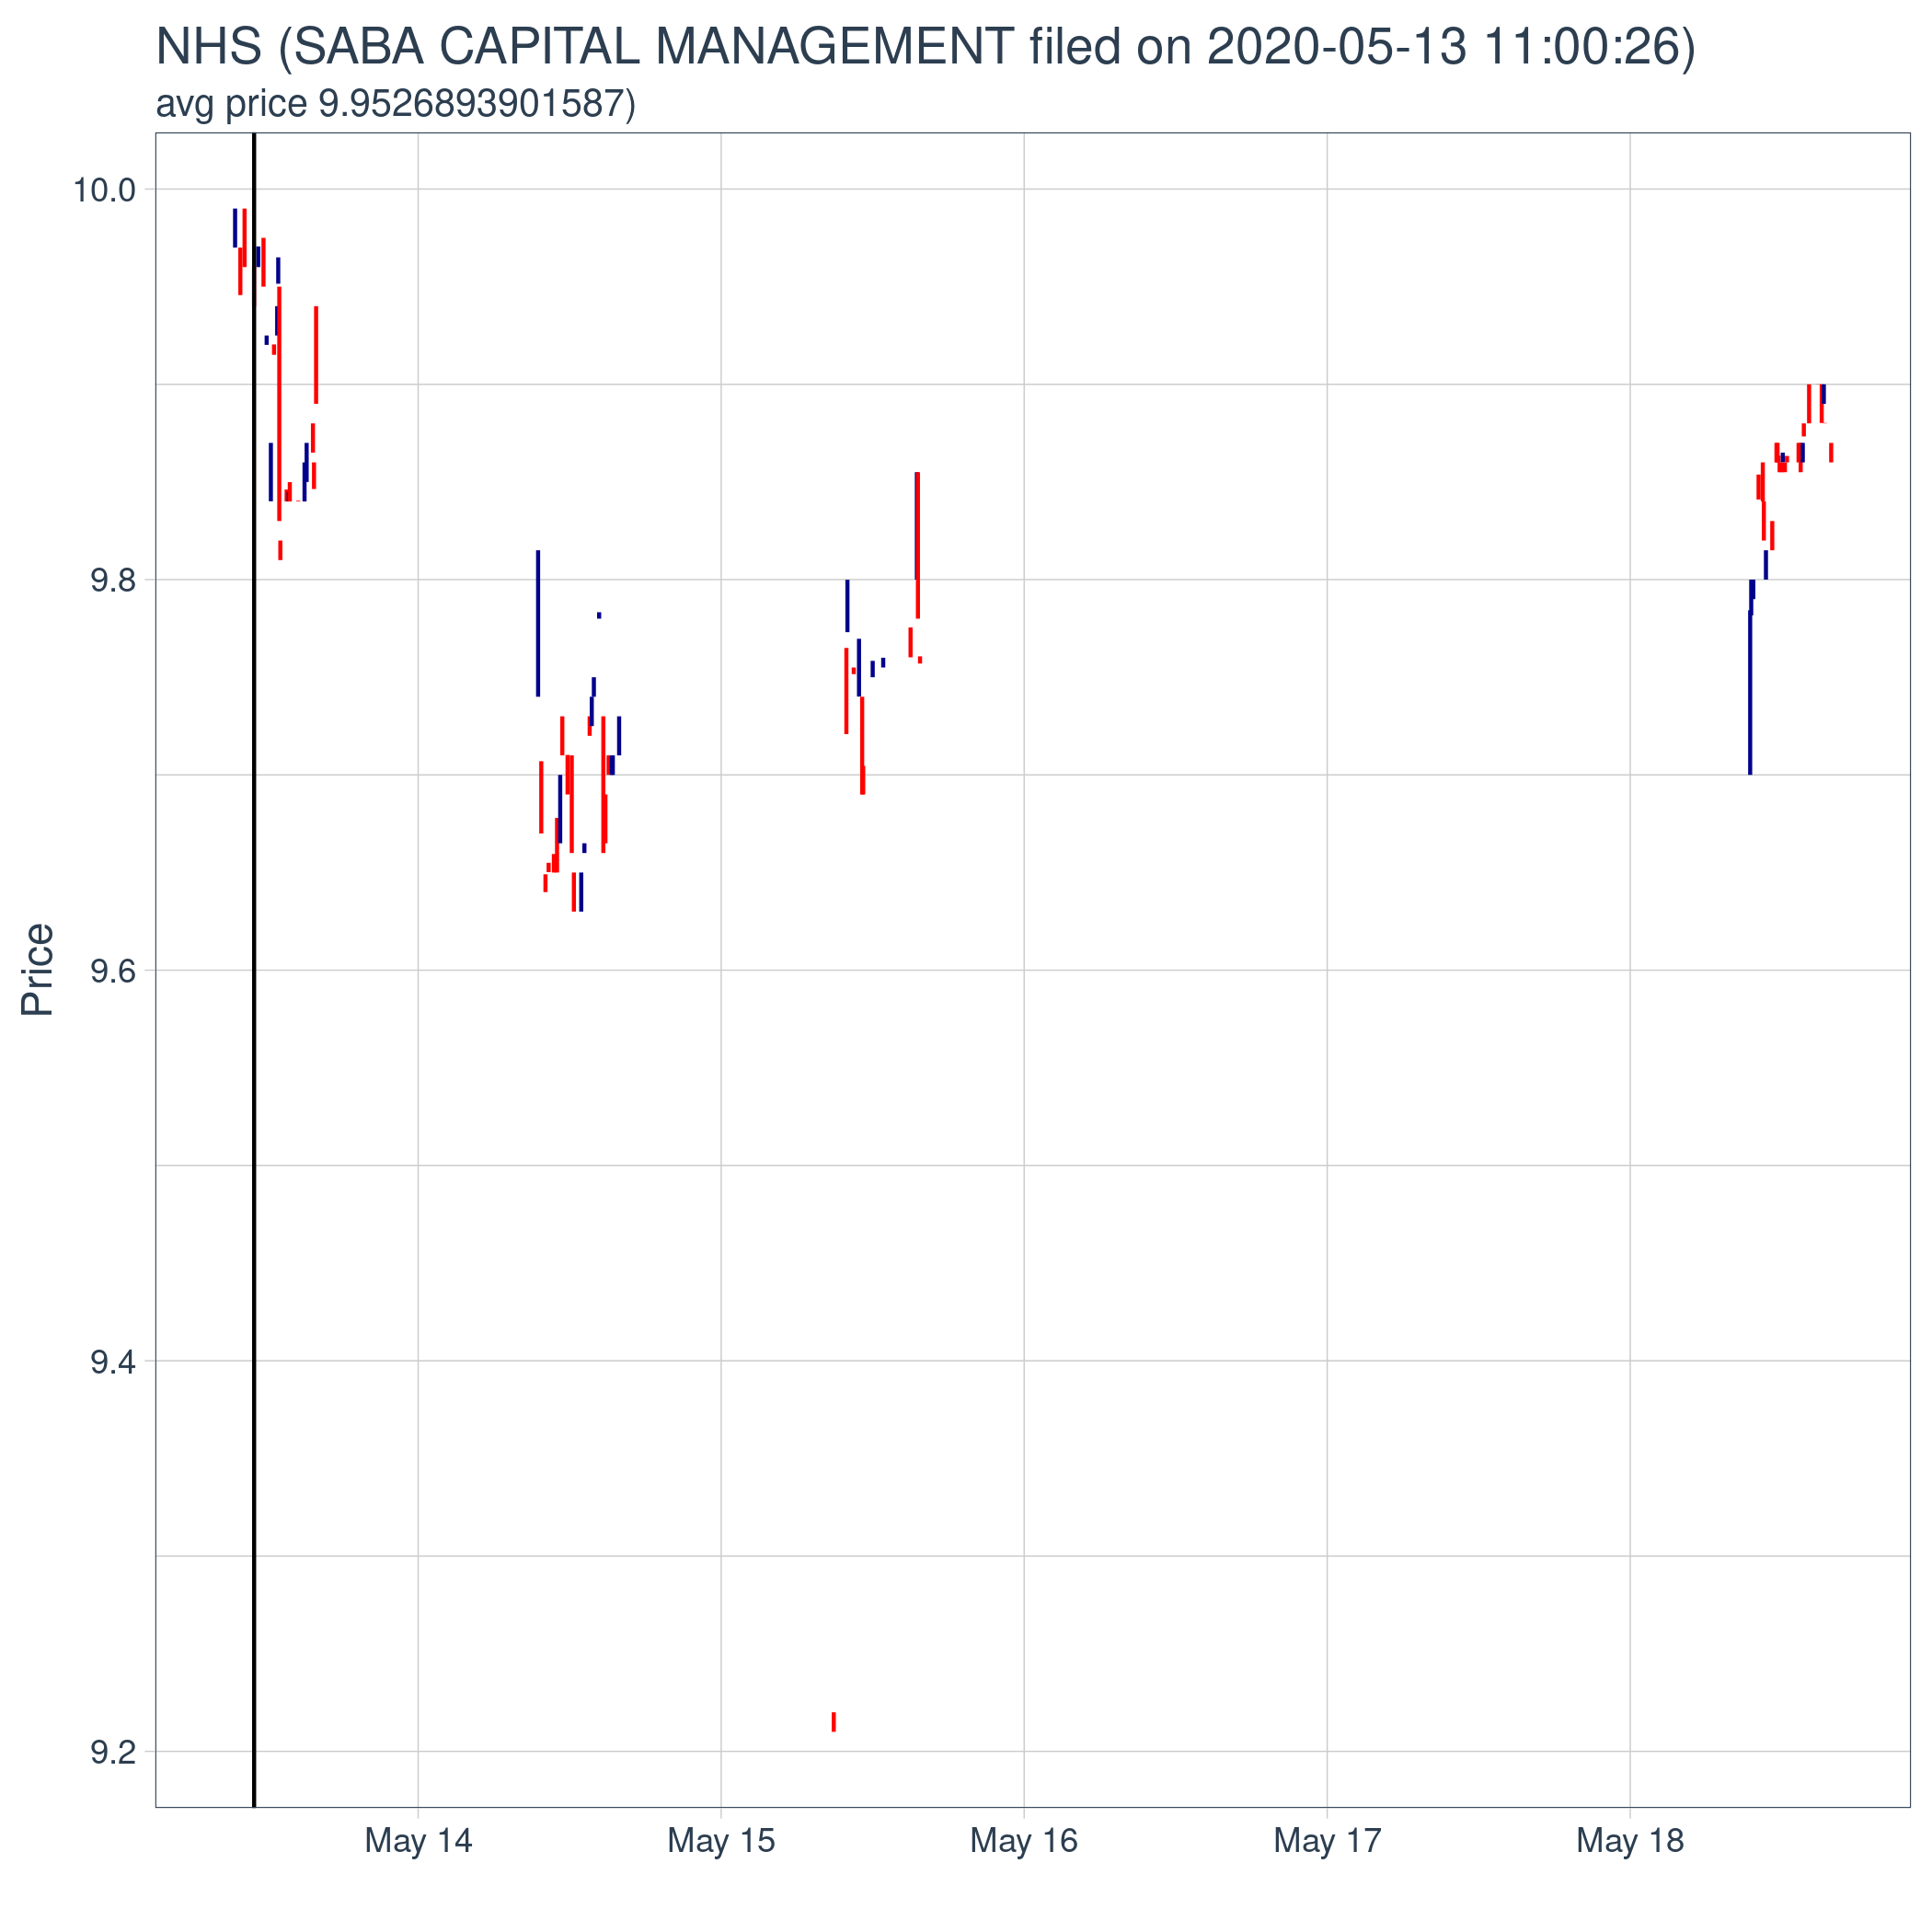 NHS (SABA CAPITAL MANAGEMENT filed on 2020-05-13 11:00:26)
avg price 9.9526893901587)
10.0
9.8
9.6
9.4
9.2
Price
May 14
May 15
May 16
May 17
May 18